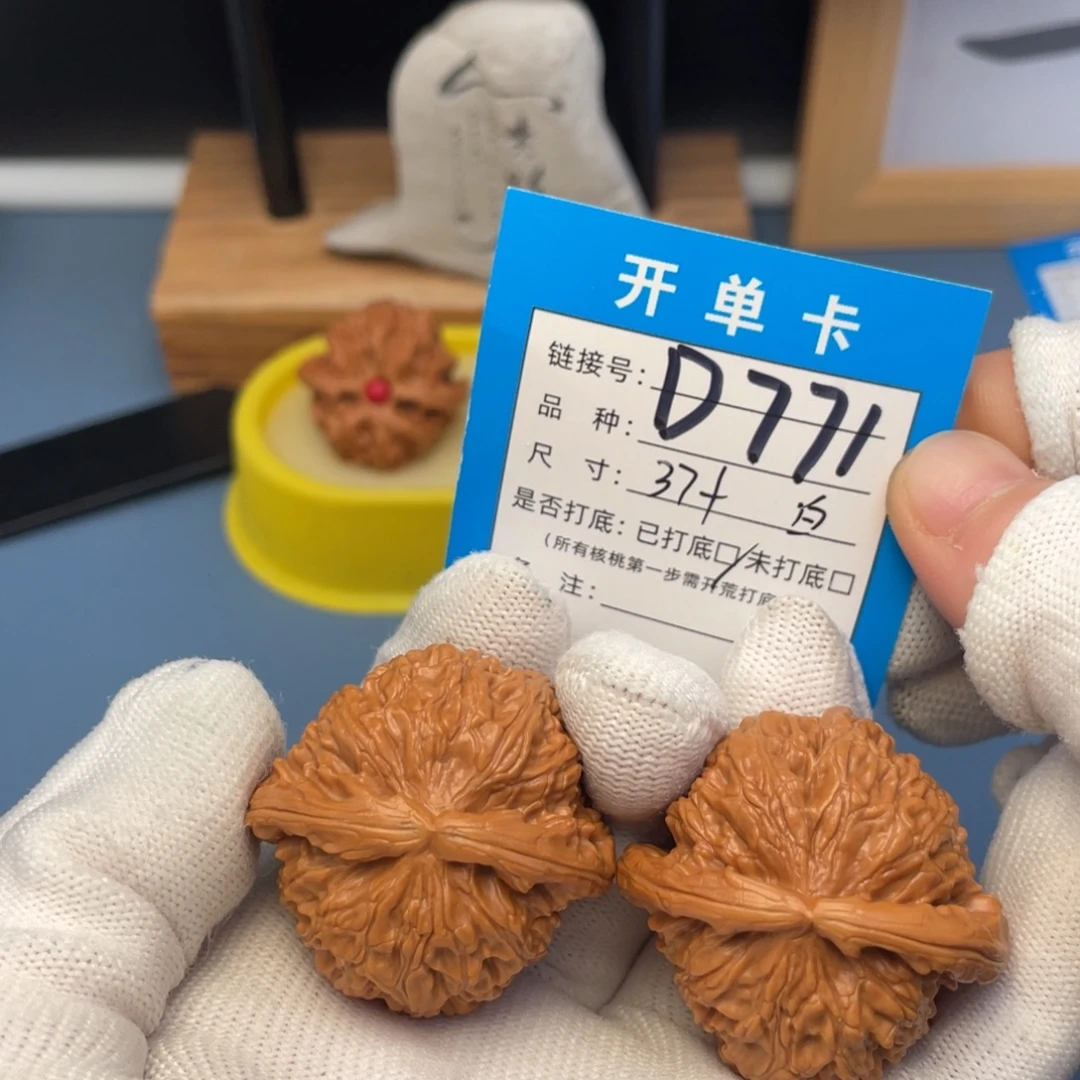 开单卡
链接号: D771
品 种:
尺 寸: 37+ 白
是否打底: 已打底☐ 未打底☐
(所有核桃第一步需开荒打底
注: